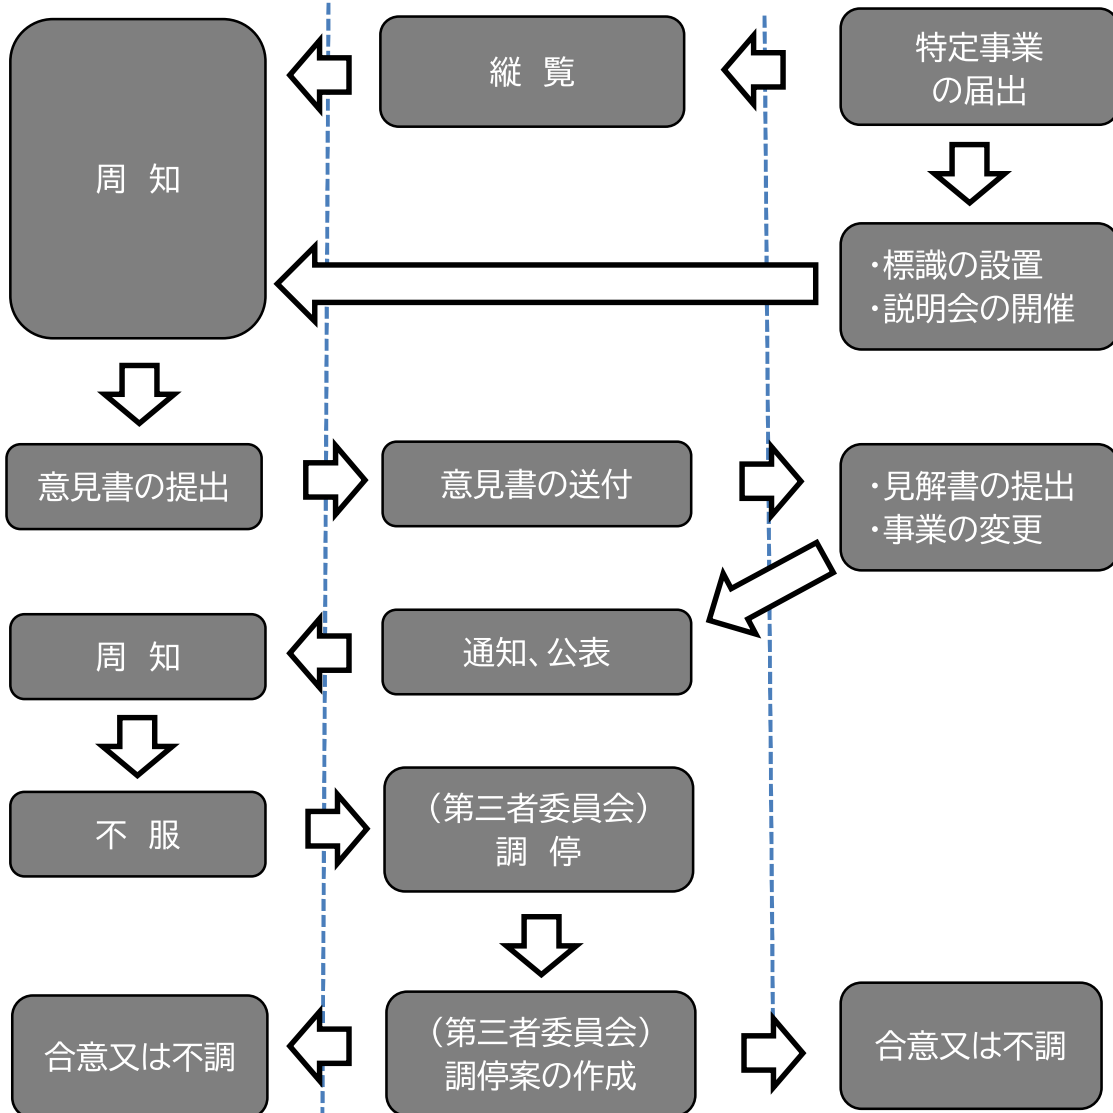 周 知
縦 覧
特定事業
の届出
・標識の設置
・説明会の開催
意見書の提出
意見書の送付
・見解書の提出
・事業の変更
周 知
通知、公表
不 服
（第三者委員会）
調 停
合意又は不調
（第三者委員会）
調停案の作成
合意又は不調